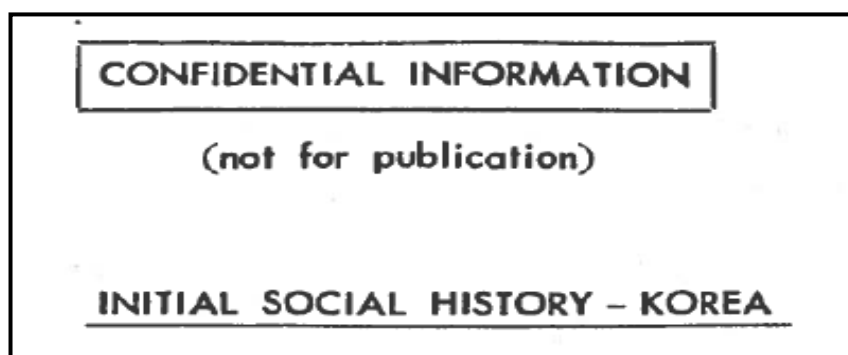 CONFIDENTIAL INFORMATION
(not for publication)
INITIAL SOCIAL HISTORY – KOREA